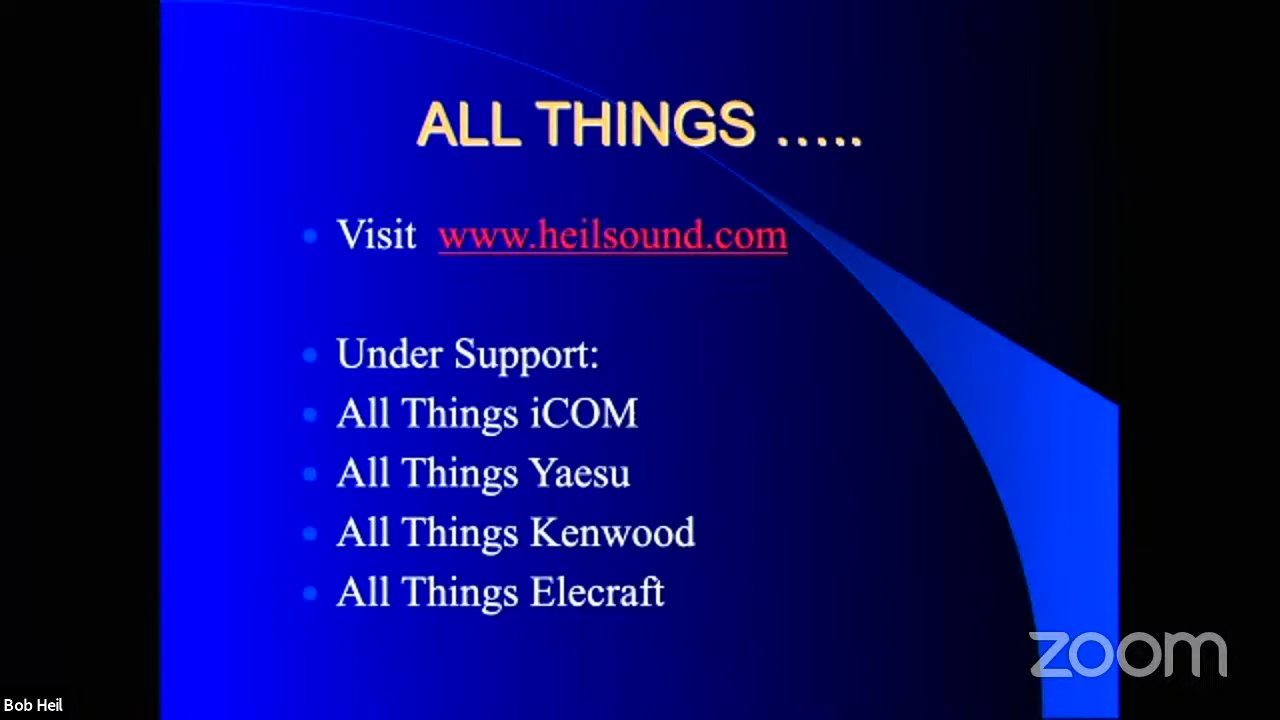 ALL THINGS …..
Visit www.heilsound.com
Under Support:
All Things iCOM
All Things Yaesu
All Things Kenwood
All Things Elecraft
zoom
Bob Heil